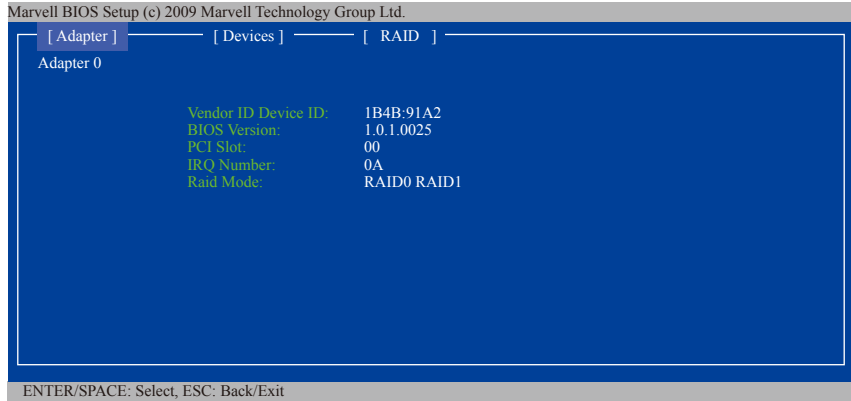 Marvell BIOS Setup (c) 2009 Marvell Technology Group Ltd.
[ Adapter ] [ Devices ] [ RAID ]
Adapter 0
Vendor ID Device ID: 1B4B:91A2
BIOS Version: 1.0.1.0025
PCI Slot: 00
IRQ Number: 0A
Raid Mode: RAID0 RAID1
ENTER/SPACE: Select, ESC: Back/Exit